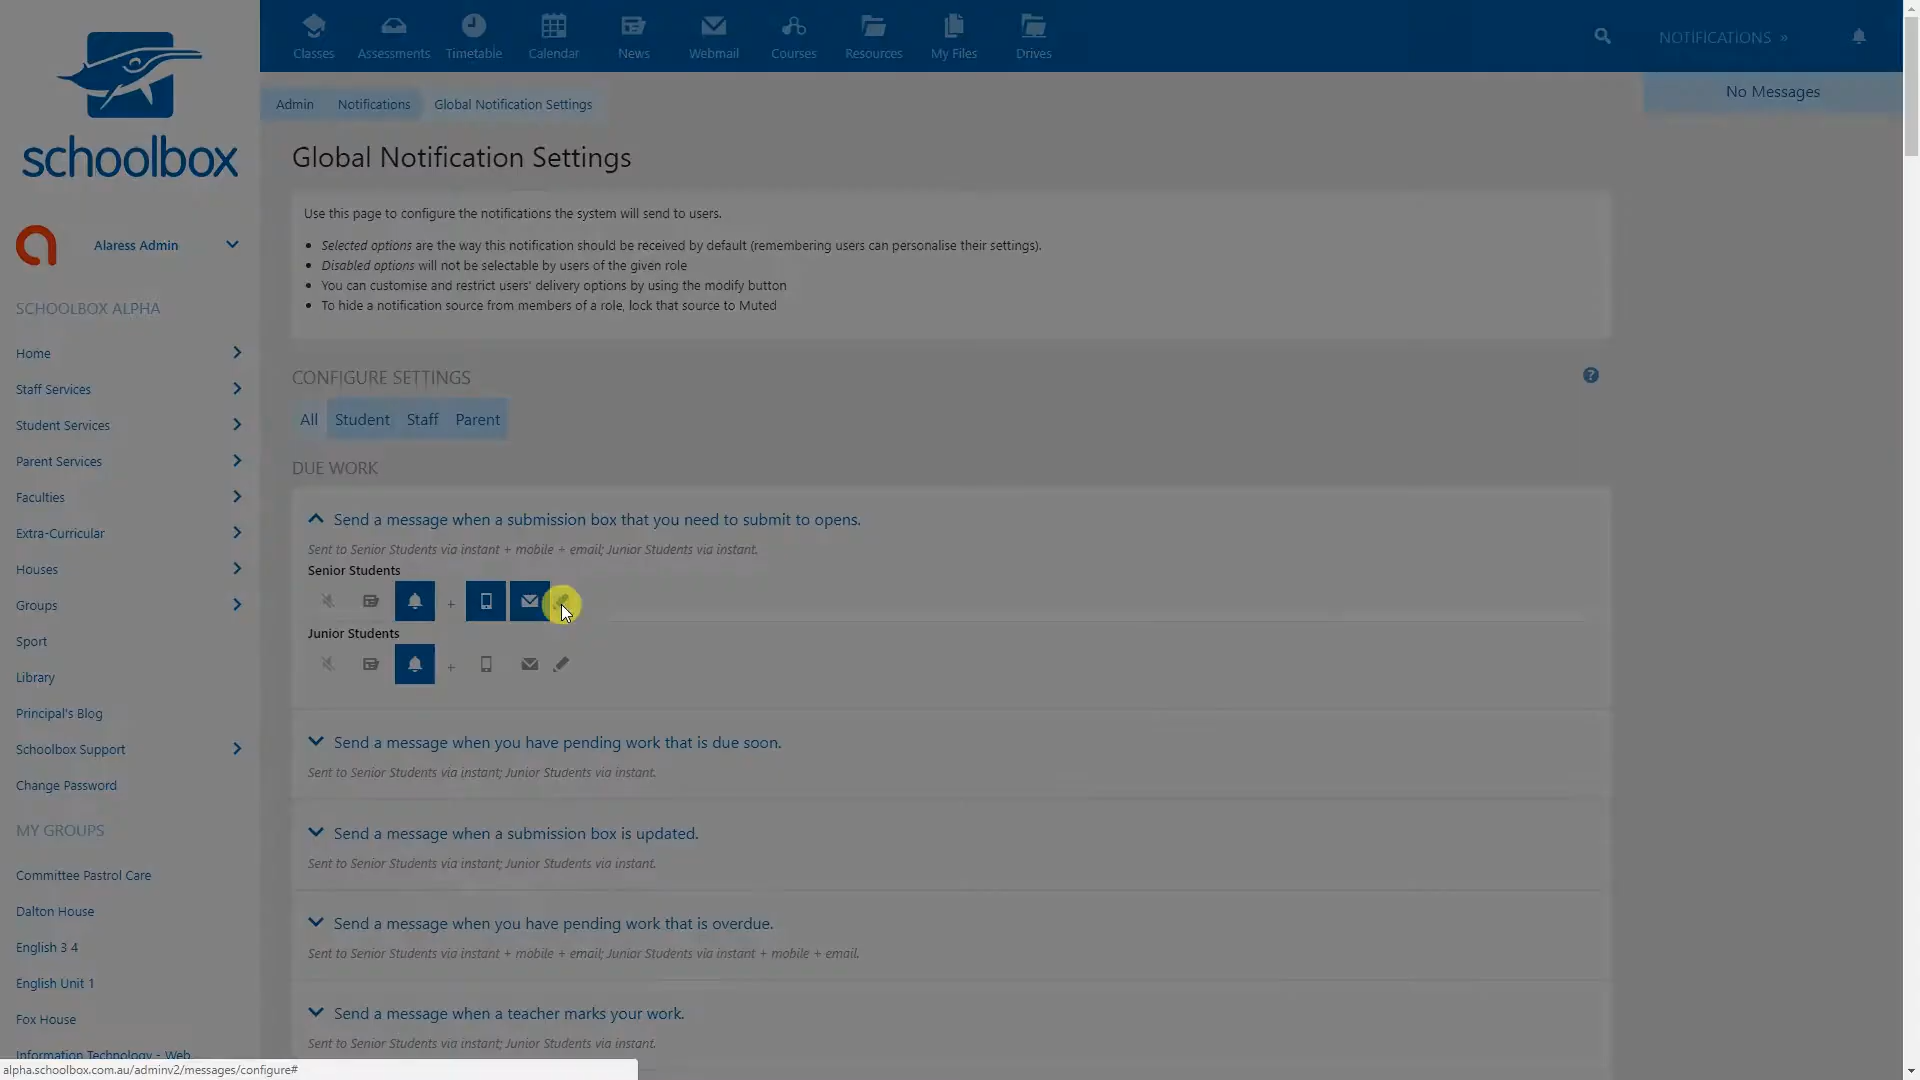 Classes
Assessments
Timetable
Calendar
News
Webmail
Courses
Resources
My Files
Drives
NOTIFICATIONS »
No Messages
schoolbox
Alaress Admin
SCHOOLBOX ALPHA
Home
Staff Services
Student Services
Parent Services
Faculties
Extra-Curricular
Houses
Groups
Sport
Library
Principal's Blog
Schoolbox Support
Change Password
MY GROUPS
Committee Pastrol Care
Dalton House
English 3 4
English Unit 1
Fox House
Information Technology - Web
Admin
Notifications
Global Notification Settings
Global Notification Settings
Use this page to configure the notifications the system will send to users.
• Selected options are the way this notification should be received by default (remembering users can personalise their settings).
• Disabled options will not be selectable by users of the given role
• You can customise and restrict users' delivery options by using the modify button
• To hide a notification source from members of a role, lock that source to Muted
CONFIGURE SETTINGS
?
All
Student
Staff
Parent
DUE WORK
Send a message when a submission box that you need to submit to opens.
Sent to Senior Students via instant + mobile + email; Junior Students via instant.
Senior Students
+
Junior Students
+
Send a message when you have pending work that is due soon.
Sent to Senior Students via instant; Junior Students via instant.
Send a message when a submission box is updated.
Sent to Senior Students via instant; Junior Students via instant.
Send a message when you have pending work that is overdue.
Sent to Senior Students via instant + mobile + email; Junior Students via instant + mobile + email.
Send a message when a teacher marks your work.
Sent to Senior Students via instant; Junior Students via instant.
alpha.schoolbox.com.au/adminv2/messages/configure#